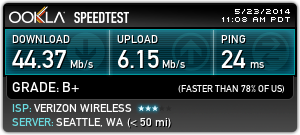 OOKLA SPEEDTEST
5/23/2014
11:08 AM PDT
DOWNLOAD
44.37 Mb/s
UPLOAD
6.15 Mb/s
PING
24 ms
GRADE: B+ (FASTER THAN 78% OF US)
ISP: VERIZON WIRELESS ★★★★★
SERVER: SEATTLE, WA (< 50 mi)